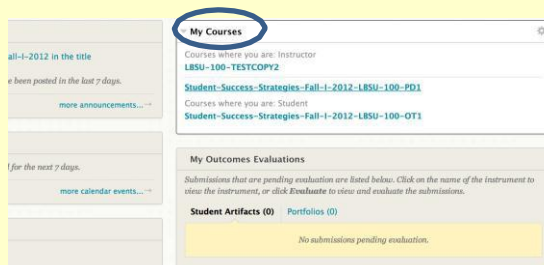 all-I-2012 in the title
e been posted in the last 7 days.
more announcements...→
for the next 7 days.
more calendar events...→
My Courses
Courses where you are: Instructor
LBSU-100-TESTCOPY2
Student-Success-Strategies-Fall-I-2012-LBSU-100-PD1
Courses where you are: Student
Student-Success-Strategies-Fall-I-2012-LBSU-100-OT1
My Outcomes Evaluations
Submissions that are pending evaluation are listed below. Click on the name of the instrument to
view the instrument, or click Evaluate to view and evaluate the submissions.
Student Artifacts (0) Portfolios (0)
No submissions pending evaluation.